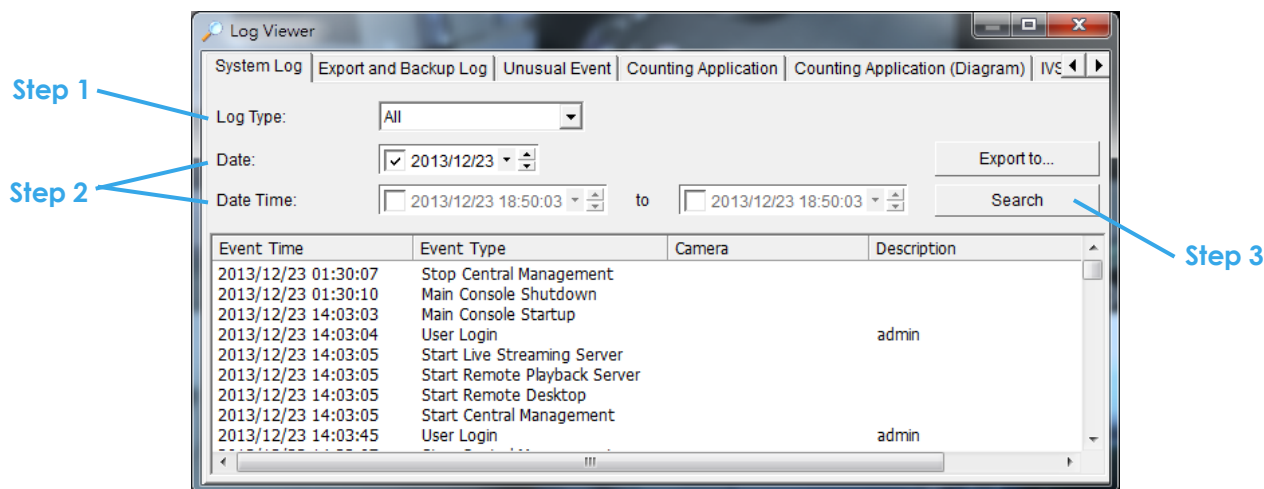 Log Viewer
System Log Export and Backup Log Unusual Event Counting Application Counting Application (Diagram) IVS
Step 1
Log Type: All
Date: 2013/12/23 Export to...
Step 2
Date Time: 2013/12/23 18:50:03 to 2013/12/23 18:50:03 Search
Step 3
Event Time Event Type Camera Description
2013/12/23 01:30:07 Stop Central Management
2013/12/23 01:30:10 Main Console Shutdown
2013/12/23 14:03:03 Main Console Startup
2013/12/23 14:03:04 User Login admin
2013/12/23 14:03:05 Start Live Streaming Server
2013/12/23 14:03:05 Start Remote Playback Server
2013/12/23 14:03:05 Start Remote Desktop
2013/12/23 14:03:05 Start Central Management
2013/12/23 14:03:45 User Login admin